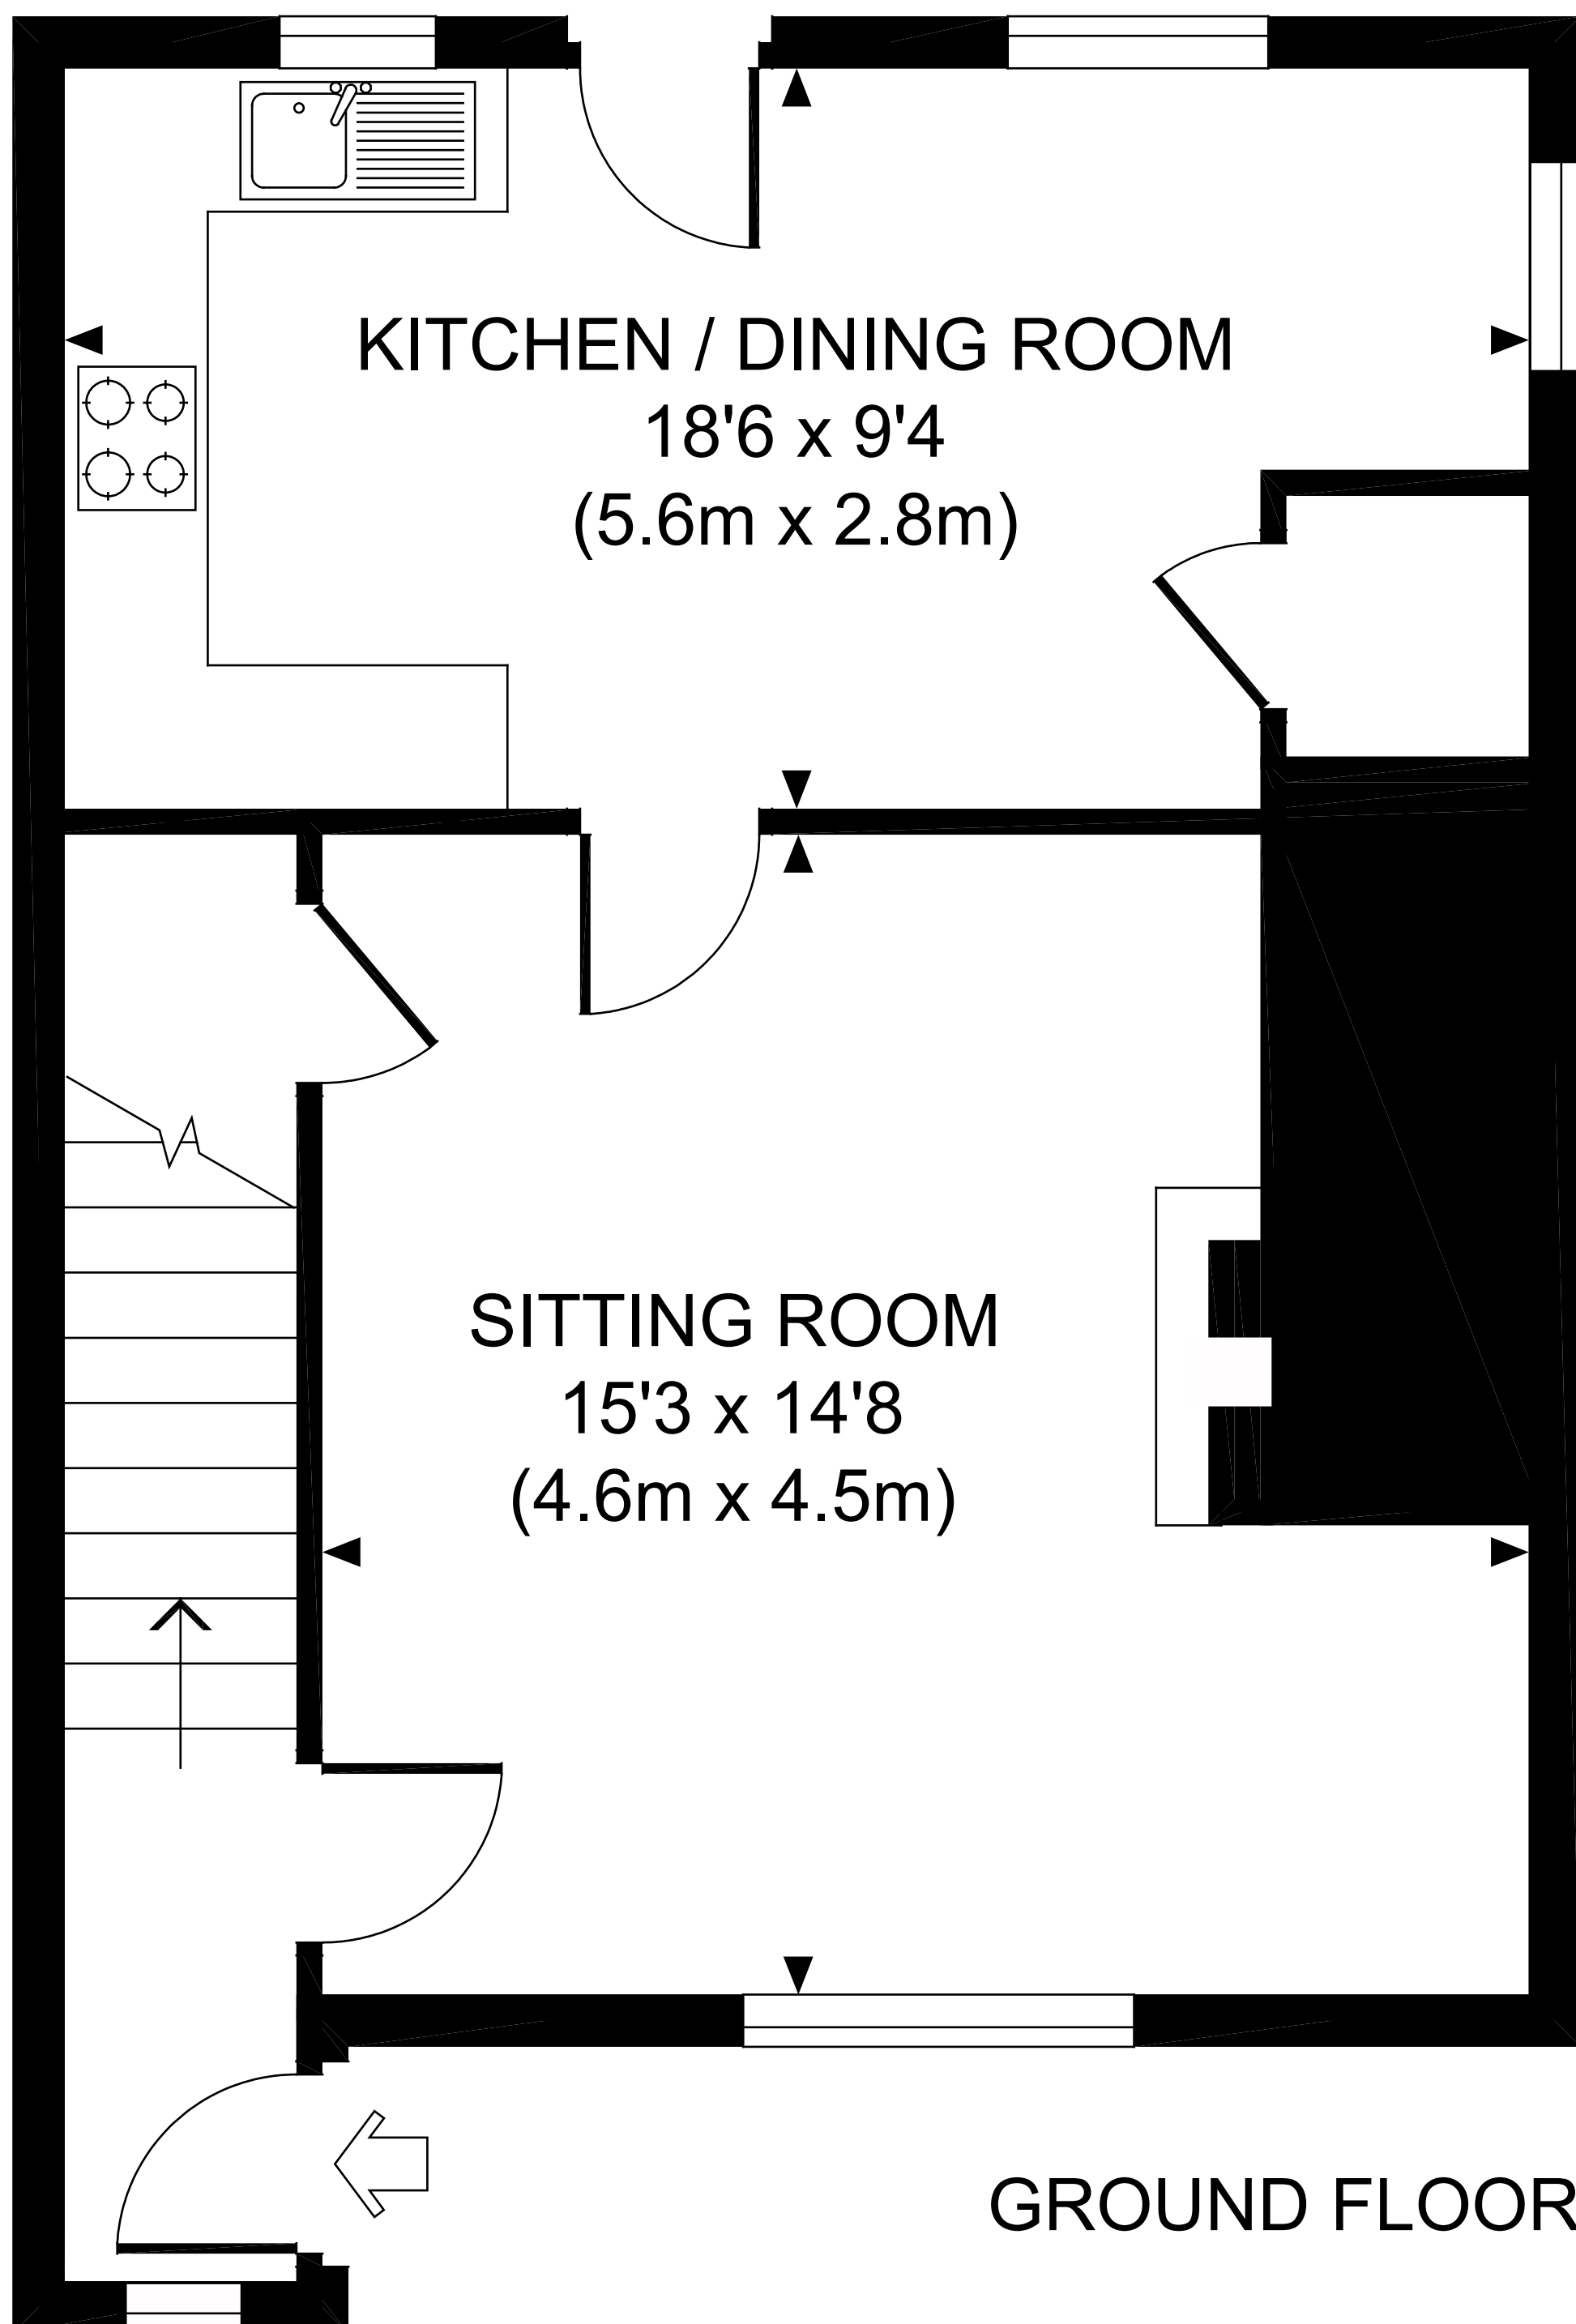 KITCHEN / DINING ROOM
18'6 x 9'4
(5.6m x 2.8m)
SITTING ROOM
15'3 x 14'8
(4.6m x 4.5m)
GROUND FLOOR